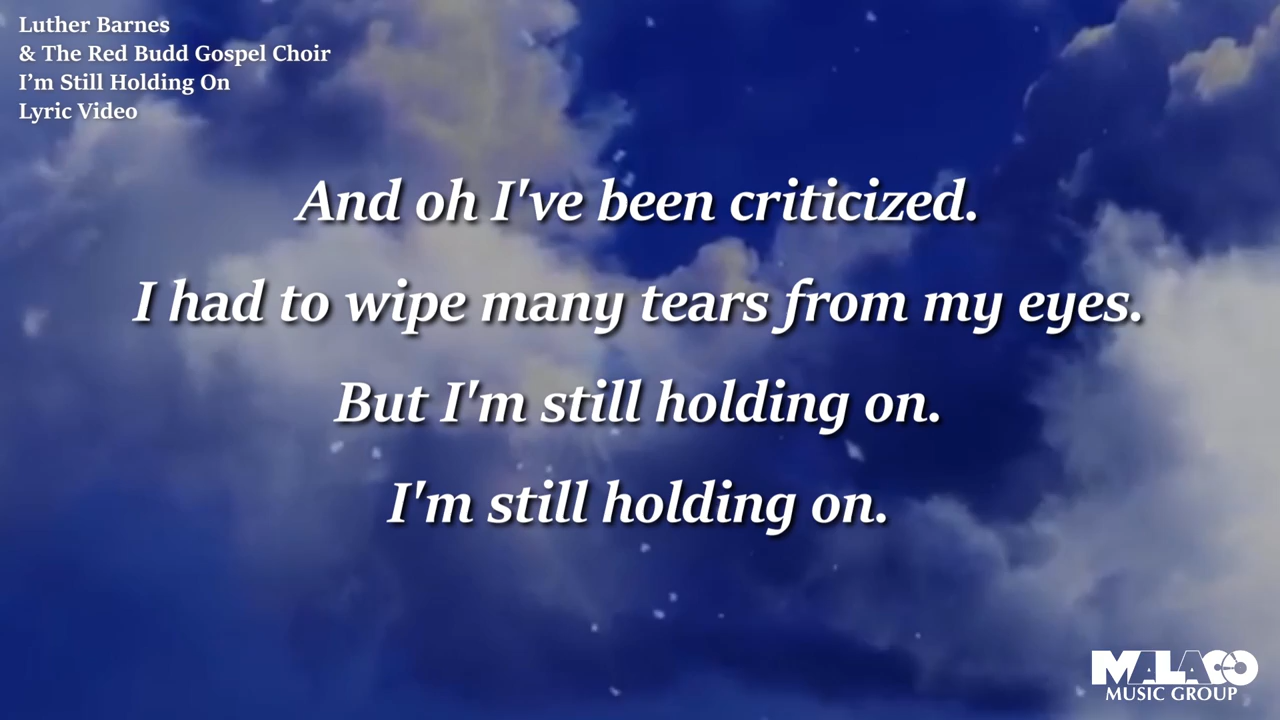 Luther Barnes
& The Red Budd Gospel Choir
I’m Still Holding On
Lyric Video
And oh I've been criticized.
I had to wipe many tears from my eyes.
But I'm still holding on.
I'm still holding on.
MALACO
MUSIC GROUP